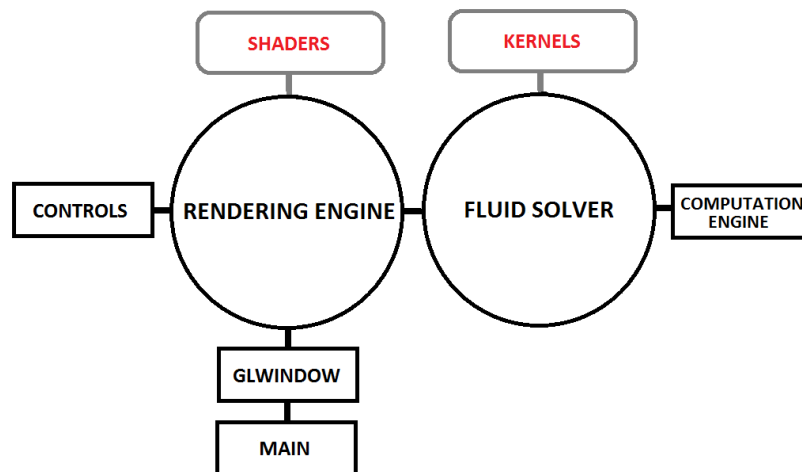 SHADERS
KERNELS
CONTROLS
RENDERING ENGINE
FLUID SOLVER
COMPUTATION
ENGINE
GLWINDOW
MAIN